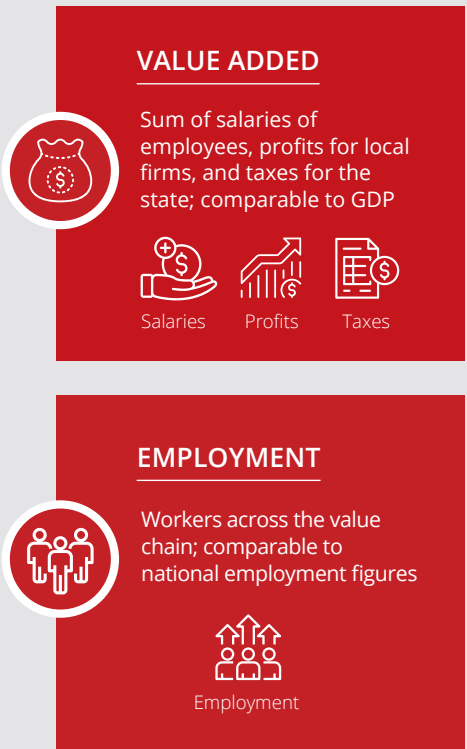 VALUE ADDED
Sum of salaries of
employees, profits for local
firms, and taxes for the
state; comparable to GDP
Salaries Profits Taxes
EMPLOYMENT
Workers across the value
chain; comparable to
national employment figures
Employment